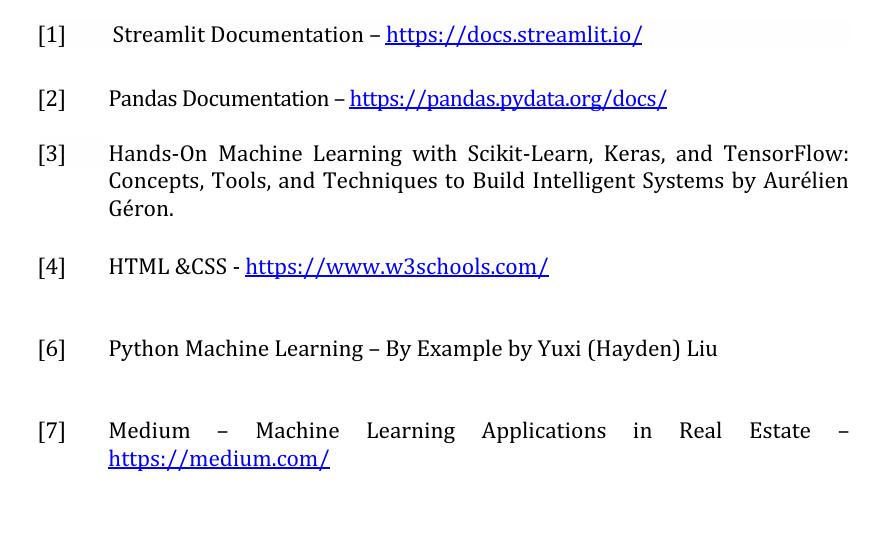 [1] Streamlit Documentation – https://docs.streamlit.io/
[2] Pandas Documentation – https://pandas.pydata.org/docs/
[3] Hands-On Machine Learning with Scikit-Learn, Keras, and TensorFlow:
Concepts, Tools, and Techniques to Build Intelligent Systems by Aurélien
Géron.
[4] HTML &CSS - https://www.w3schools.com/
[6] Python Machine Learning – By Example by Yuxi (Hayden) Liu
[7] Medium – Machine Learning Applications in Real Estate –
https://medium.com/